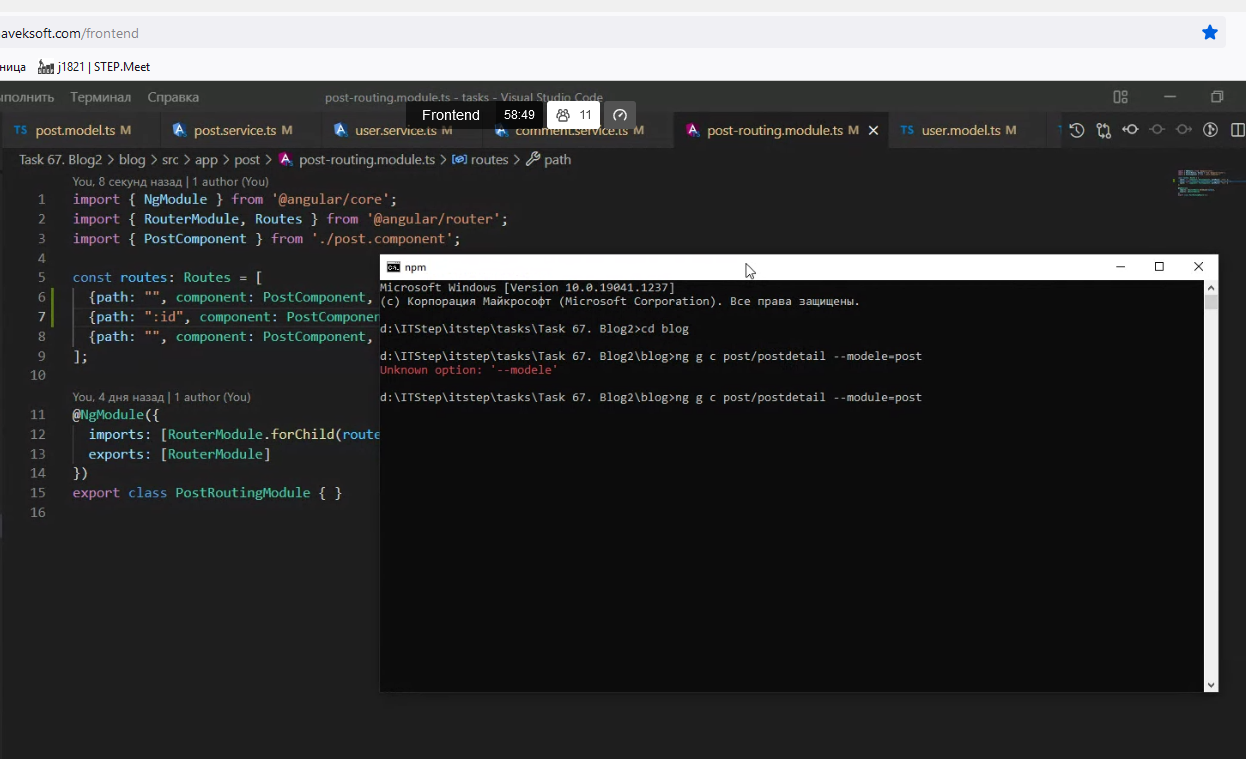 aveksoft.com/frontend
ница j1821 | STEP.Meet
ыполнить Терминал Справка post-routing.module.ts - tasks - Visual Studio Code
Frontend 58:49 11
TS post.model.ts M post.service.ts M user.service.ts M comment.service.ts M post-routing.module.ts M TS user.model.ts M
Task 67. Blog2 > blog > src > app > post > post-routing.module.ts > routes > path
You, 8 секунд назад | 1 author (You)
1 import { NgModule } from '@angular/core';
2 import { RouterModule, Routes } from '@angular/router';
3 import { PostComponent } from './post.component';
4
5 const routes: Routes = [
6 {path: "", component: PostComponent,
7 {path: ":id", component: PostComponen
8 {path: "", component: PostComponent,
9 ];
10
You, 4 дня назад | 1 author (You)
11 @NgModule({
12 imports: [RouterModule.forChild(route
13 exports: [RouterModule]
14 })
15 export class PostRoutingModule { }
16
npm
Microsoft Windows [Version 10.0.19041.1237]
(c) Корпорация Майкрософт (Microsoft Corporation). Все права защищены.
d:\ITStep\itstep\tasks\Task 67. Blog2>cd blog
d:\ITStep\itstep\tasks\Task 67. Blog2\blog>ng g c post/postdetail --modele=post
Unknown option: '--modele'
d:\ITStep\itstep\tasks\Task 67. Blog2\blog>ng g c post/postdetail --module=post